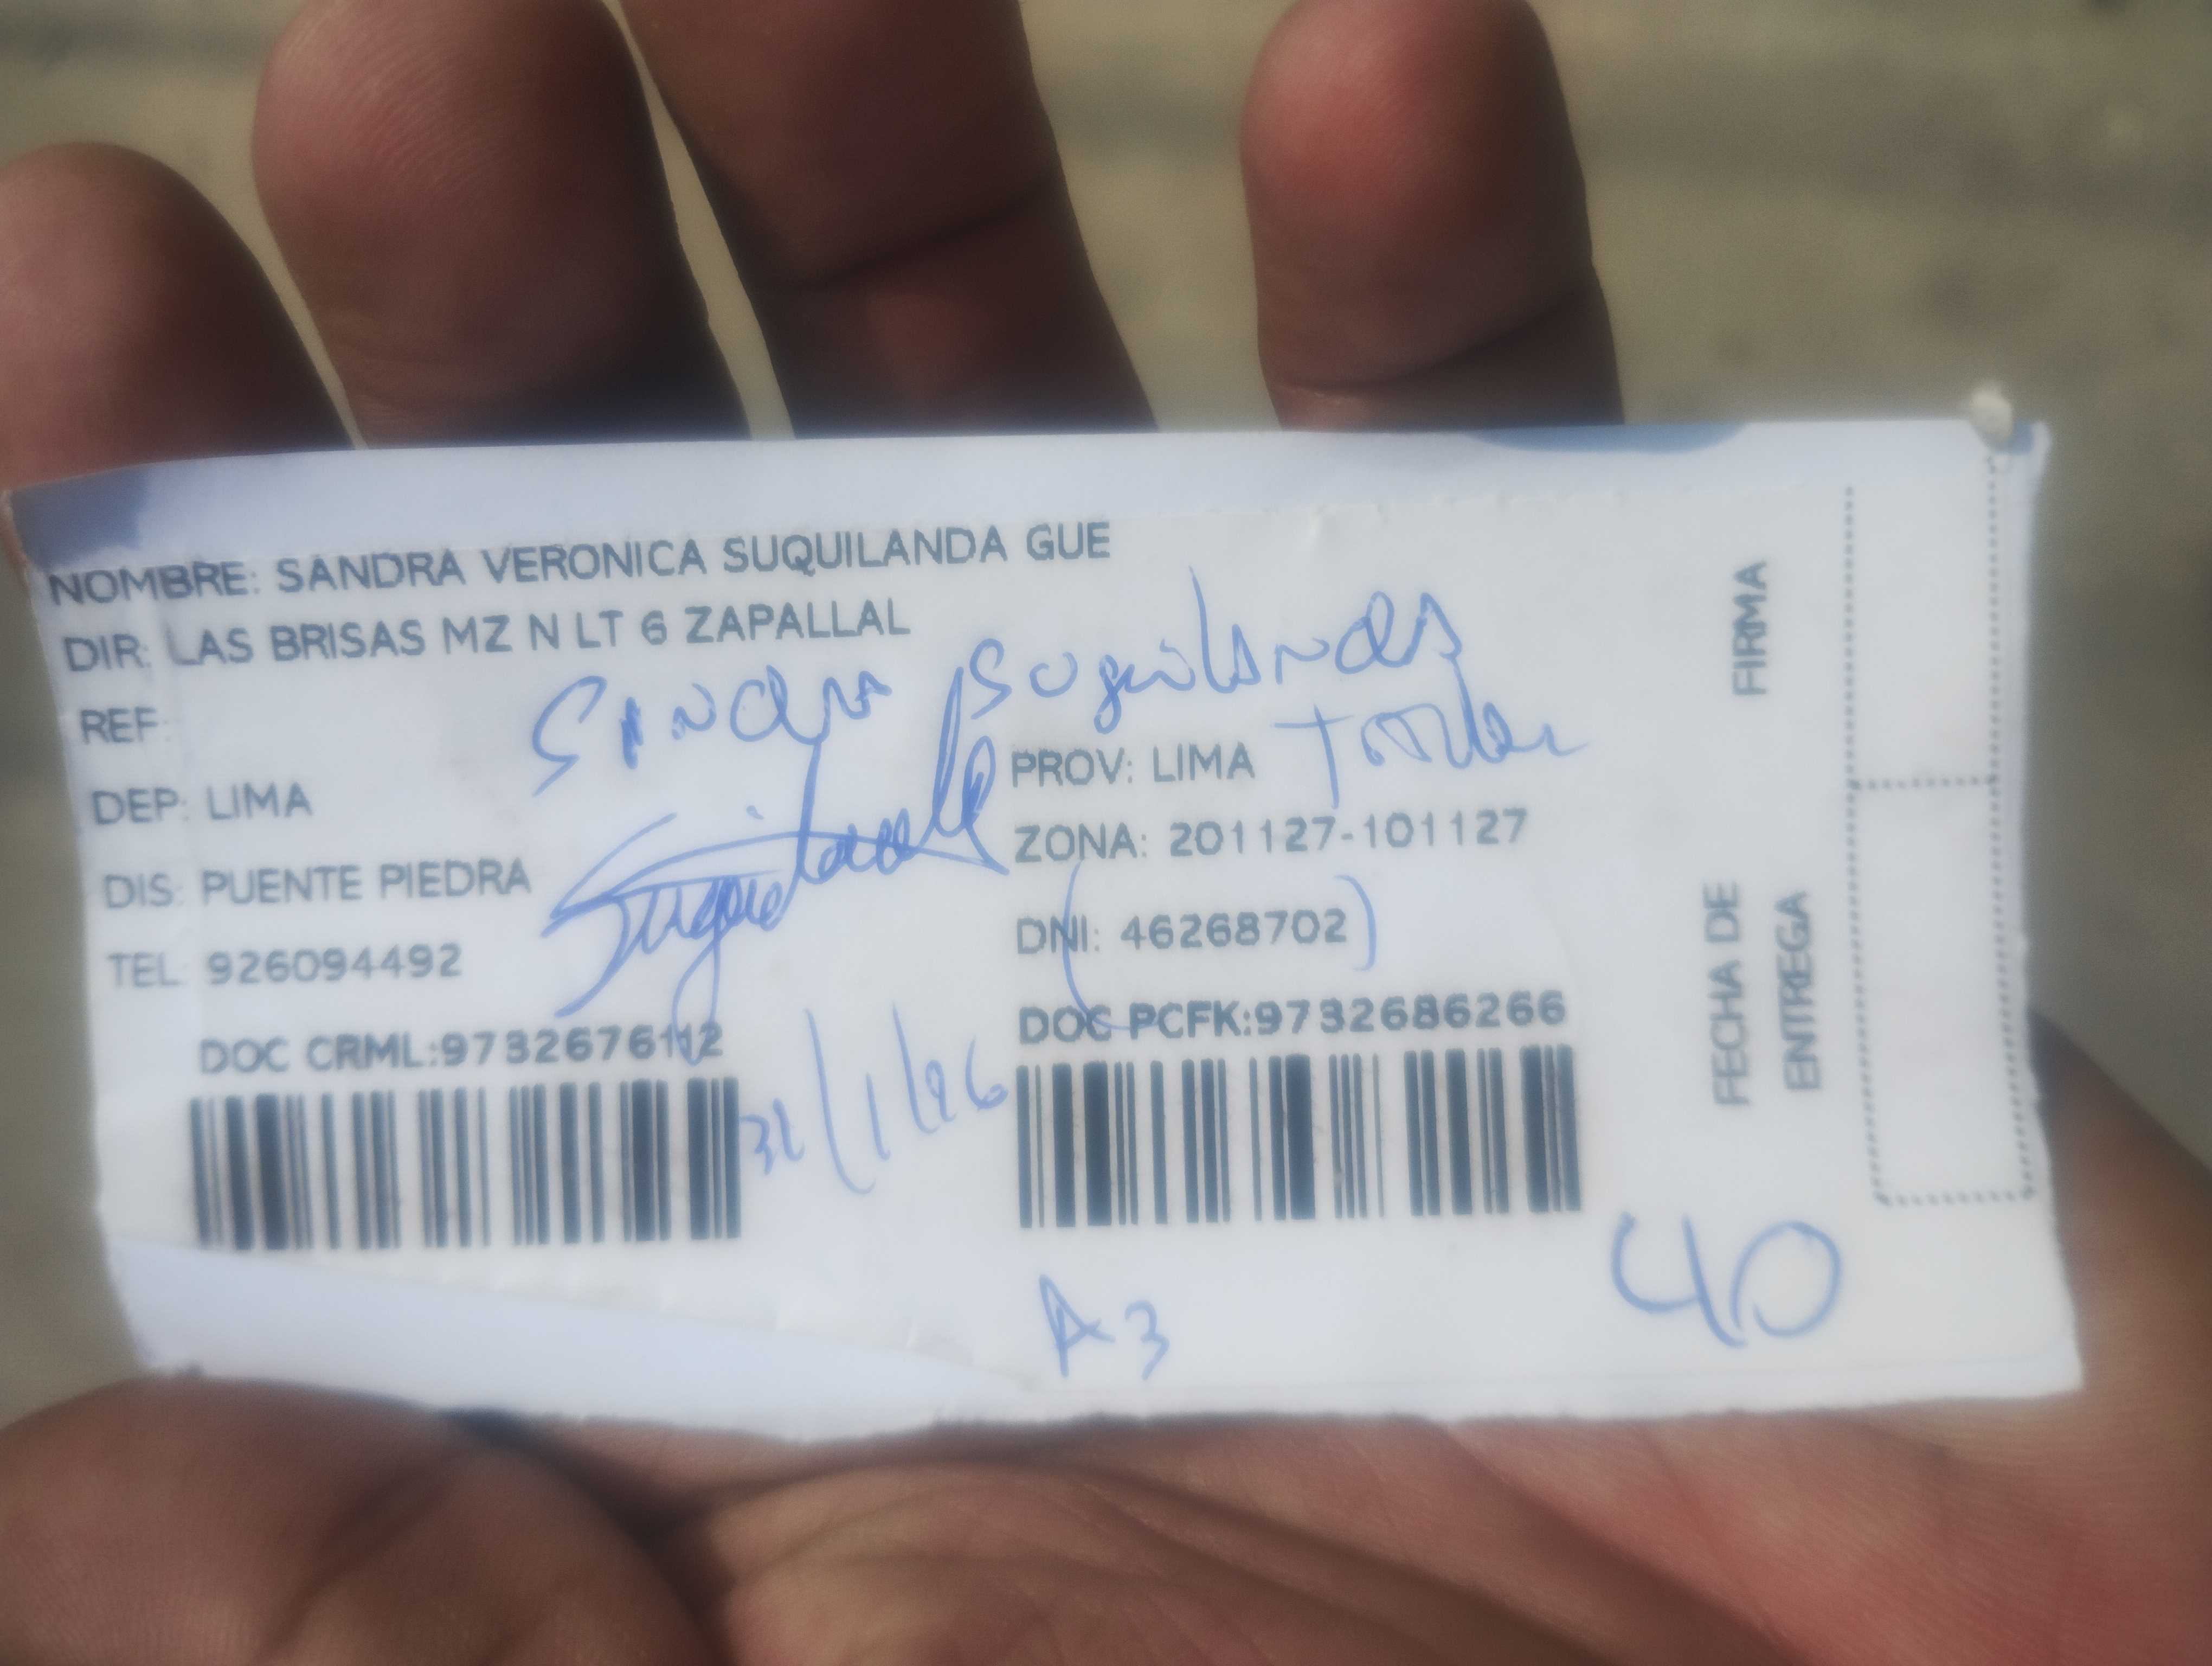 NOMBRE: SANDRA VERONICA SUQUILANDA GUE
DIR: LAS BRISAS MZ N LT 6 ZAPALLAL
REF:
Sandra Suquilanda
DEP: LIMA
PROV: LIMA
DIS: PUENTE PIEDRA
ZONA: 201127-101127
TEL 926094492
DNI: 46268702
DOC CRML:9732676112
DOC PCFK:9732686266
FIRMA
FECHA DE
ENTREGA
A3
40